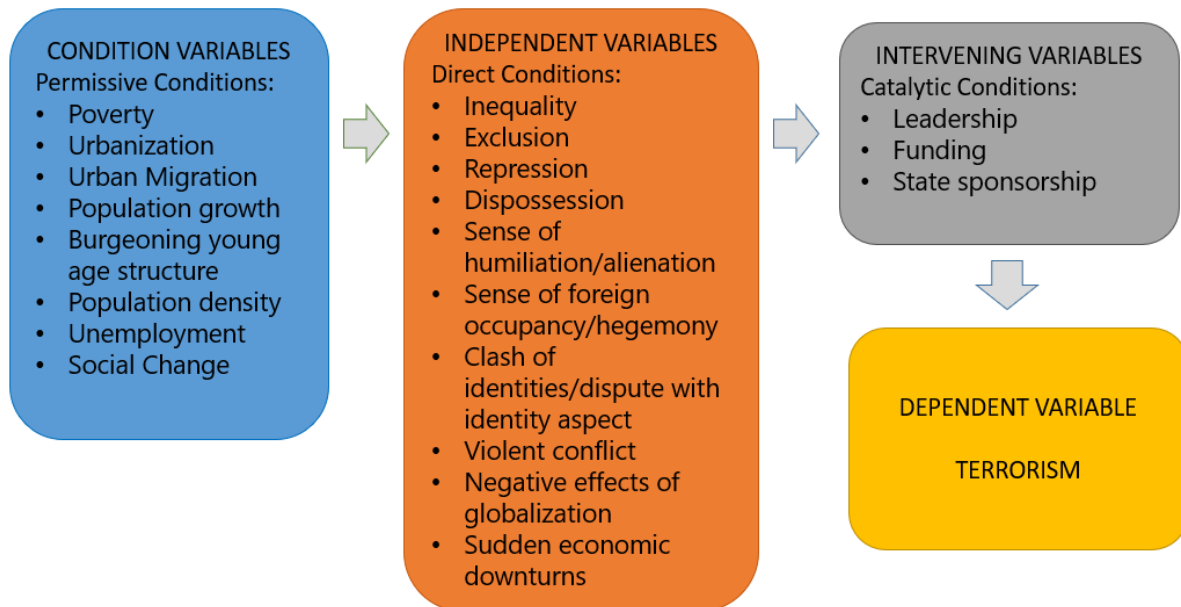 CONDITION VARIABLES
Permissive Conditions:
• Poverty
• Urbanization
• Urban Migration
• Population growth
• Burgeoning young
age structure
• Population density
• Unemployment
• Social Change
INDEPENDENT VARIABLES
Direct Conditions:
• Inequality
• Exclusion
• Repression
• Dispossession
• Sense of
humiliation/alienation
• Sense of foreign
occupancy/hegemony
• Clash of
identities/dispute with
identity aspect
• Violent conflict
• Negative effects of
globalization
• Sudden economic
downturns
INTERVENING VARIABLES
Catalytic Conditions:
• Leadership
• Funding
• State sponsorship
DEPENDENT VARIABLE
TERRORISM